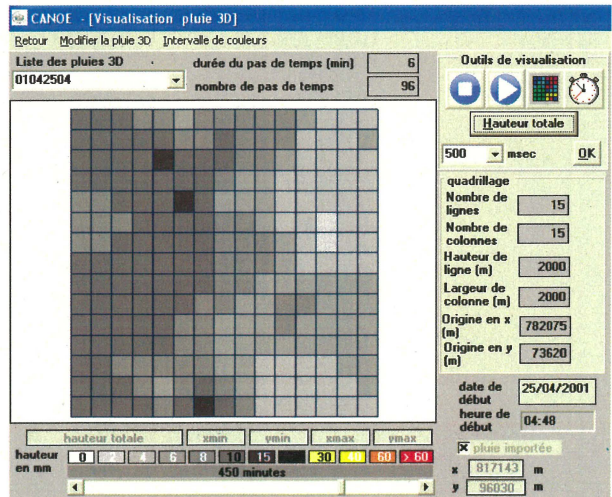 CANOE - [Visualisation pluie 3D]
Retour Modifier la pluie 3D Intervalle de couleurs
Liste des pluies 3D
01042504
durée du pas de temps (min) 6
nombre de pas de temps 96
Outils de visualisation
Hauteur totale
500 msec OK
quadrillage
Nombre de lignes 15
Nombre de colonnes 15
Hauteur de ligne (m) 2000
Largeur de colonne (m) 2000
Origine en x (m) 782075
Origine en y (m) 73620
date de début 25/04/2001
heure de début 04:48
pluie importée
x 817143 m
y 96030 m
hauteur totale xmin ymin xmax ymax
hauteur en mm 0 2 4 6 8 10 15 30 40 60 > 60
450 minutes